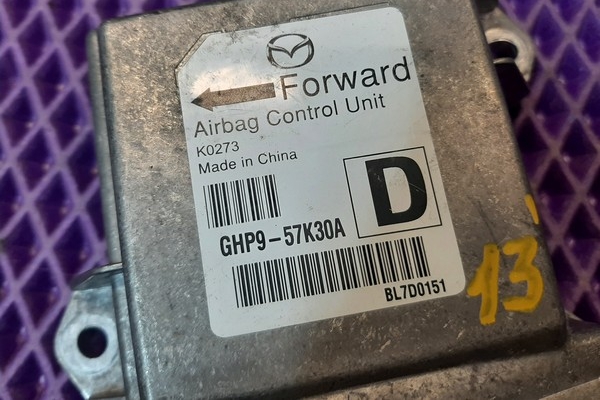 Forward
Airbag Control Unit
K0273
Made in China
D
GHP9-57K30A
BL7D0151
13